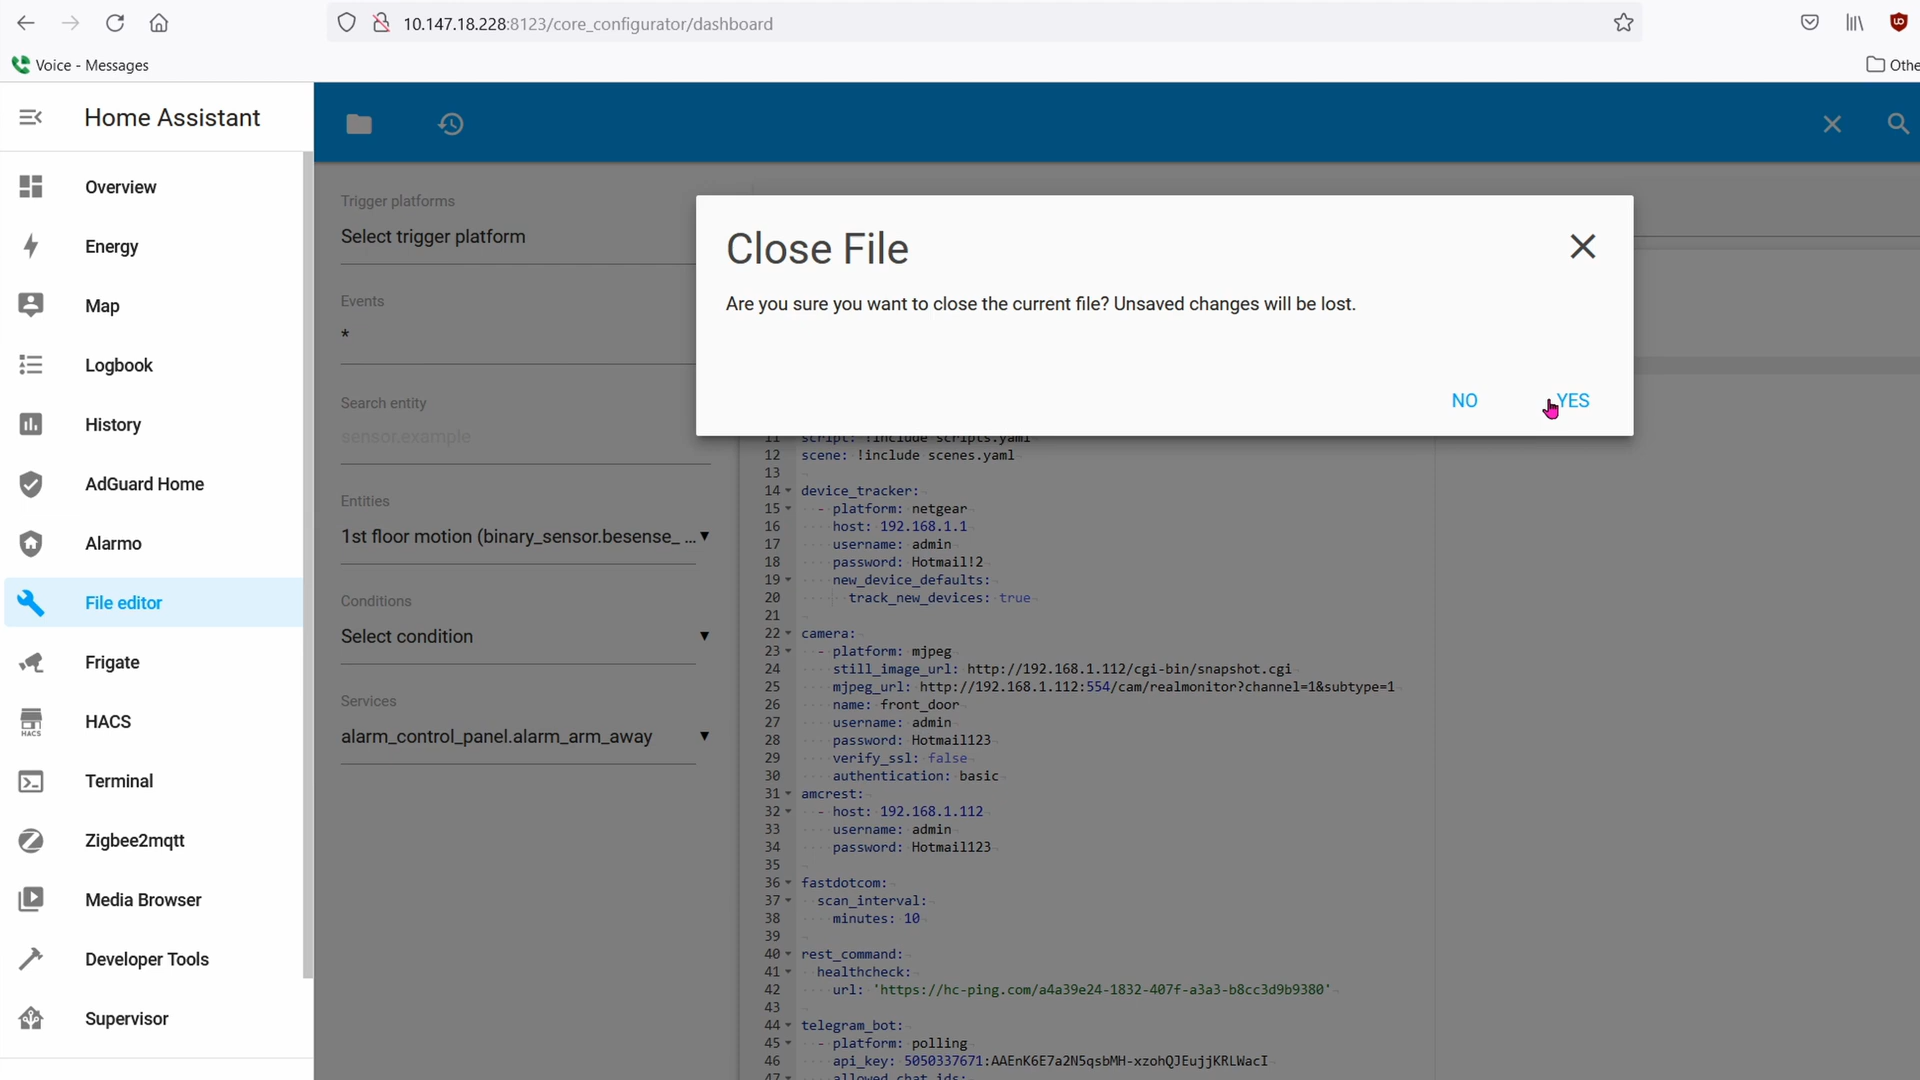 10.147.18.228:8123/core_configurator/dashboard
Voice - Messages
Othe
Home Assistant
Overview
Energy
Map
Logbook
History
AdGuard Home
Alarmo
File editor
Frigate
HACS
HACS
Terminal
Zigbee2mqtt
Media Browser
Developer Tools
Supervisor
Trigger platforms
Select trigger platform
Events
*
Search entity
sensor.example
Entities
1st floor motion (binary_sensor.besense_ ...
Conditions
Select condition
Services
alarm_control_panel.alarm_arm_away
Close File
Are you sure you want to close the current file? Unsaved changes will be lost.
NO YES
11 script: !include scripts.yaml
12 scene: !include scenes.yaml
13
14 device_tracker:
15 - platform: netgear
16 host: 192.168.1.1
17 username: admin
18 password: Hotmail!2
19 new_device_defaults:
20 track_new_devices: true
21
22 camera:
23 - platform: mjpeg
24 still_image_url: http://192.168.1.112/cgi-bin/snapshot.cgi
25 mjpeg_url: http://192.168.1.112:554/cam/realmonitor?channel=1&subtype=1
26 name: front_door
27 username: admin
28 password: Hotmail123
29 verify_ssl: false
30 authentication: basic
31 amcrest:
32 - host: 192.168.1.112
33 username: admin
34 password: Hotmail123
35
36 fastdotcom:
37 scan_interval:
38 minutes: 10
39
40 rest_command:
41 healthcheck:
42 url: 'https://hc-ping.com/a4a39e24-1832-407f-a3a3-b8cc3d9b9380'
43
44 telegram_bot:
45 - platform: polling
46 api_key: 5050337671:AAEnK6E7a2N5qsbMH-xzohQJEujjKRLWacI
47 allowed_chat_ids: